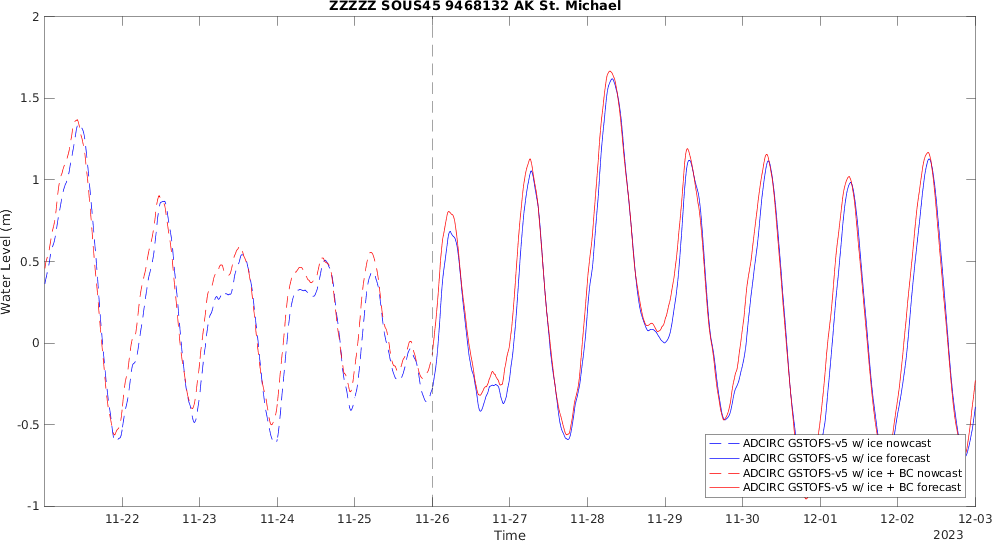 ZZZZZ SOUS45 9468132 AK St. Michael
Water Level (m)
2
1.5
1
0.5
0
-0.5
-1
ADCIRC GSTOFS-v5 w/ ice nowcast
ADCIRC GSTOFS-v5 w/ ice forecast
ADCIRC GSTOFS-v5 w/ ice + BC nowcast
ADCIRC GSTOFS-v5 w/ ice + BC forecast
11-22 11-23 11-24 11-25 11-26 11-27 11-28 11-29 11-30 12-01 12-02 12-03
Time
2023